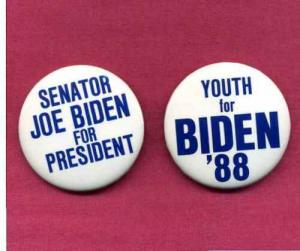 SENATOR
JOE BIDEN
FOR
PRESIDENT
YOUTH
for
BIDEN
'88